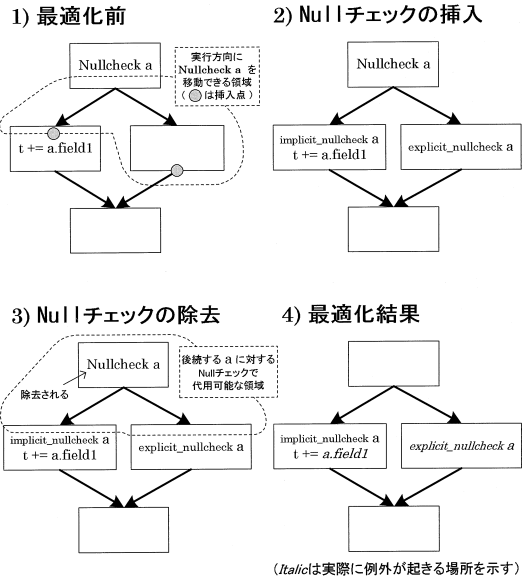 1) 最適化前
Nullcheck a
実行方向に
Nullcheck a を
移動できる領域
( は挿入点)
t += a.field1
2) Nullチェックの挿入
Nullcheck a
implicit_nullcheck a
t += a.field1
explicit_nullcheck a
3) Nullチェックの除去
Nullcheck a
除去される
後続する a に対する
Nullチェックで
代用可能な領域
implicit_nullcheck a
t += a.field1
explicit_nullcheck a
4) 最適化結果
implicit_nullcheck a
t += a.field1
explicit_nullcheck a
(Italicは実際に例外が起きる場所を示す)